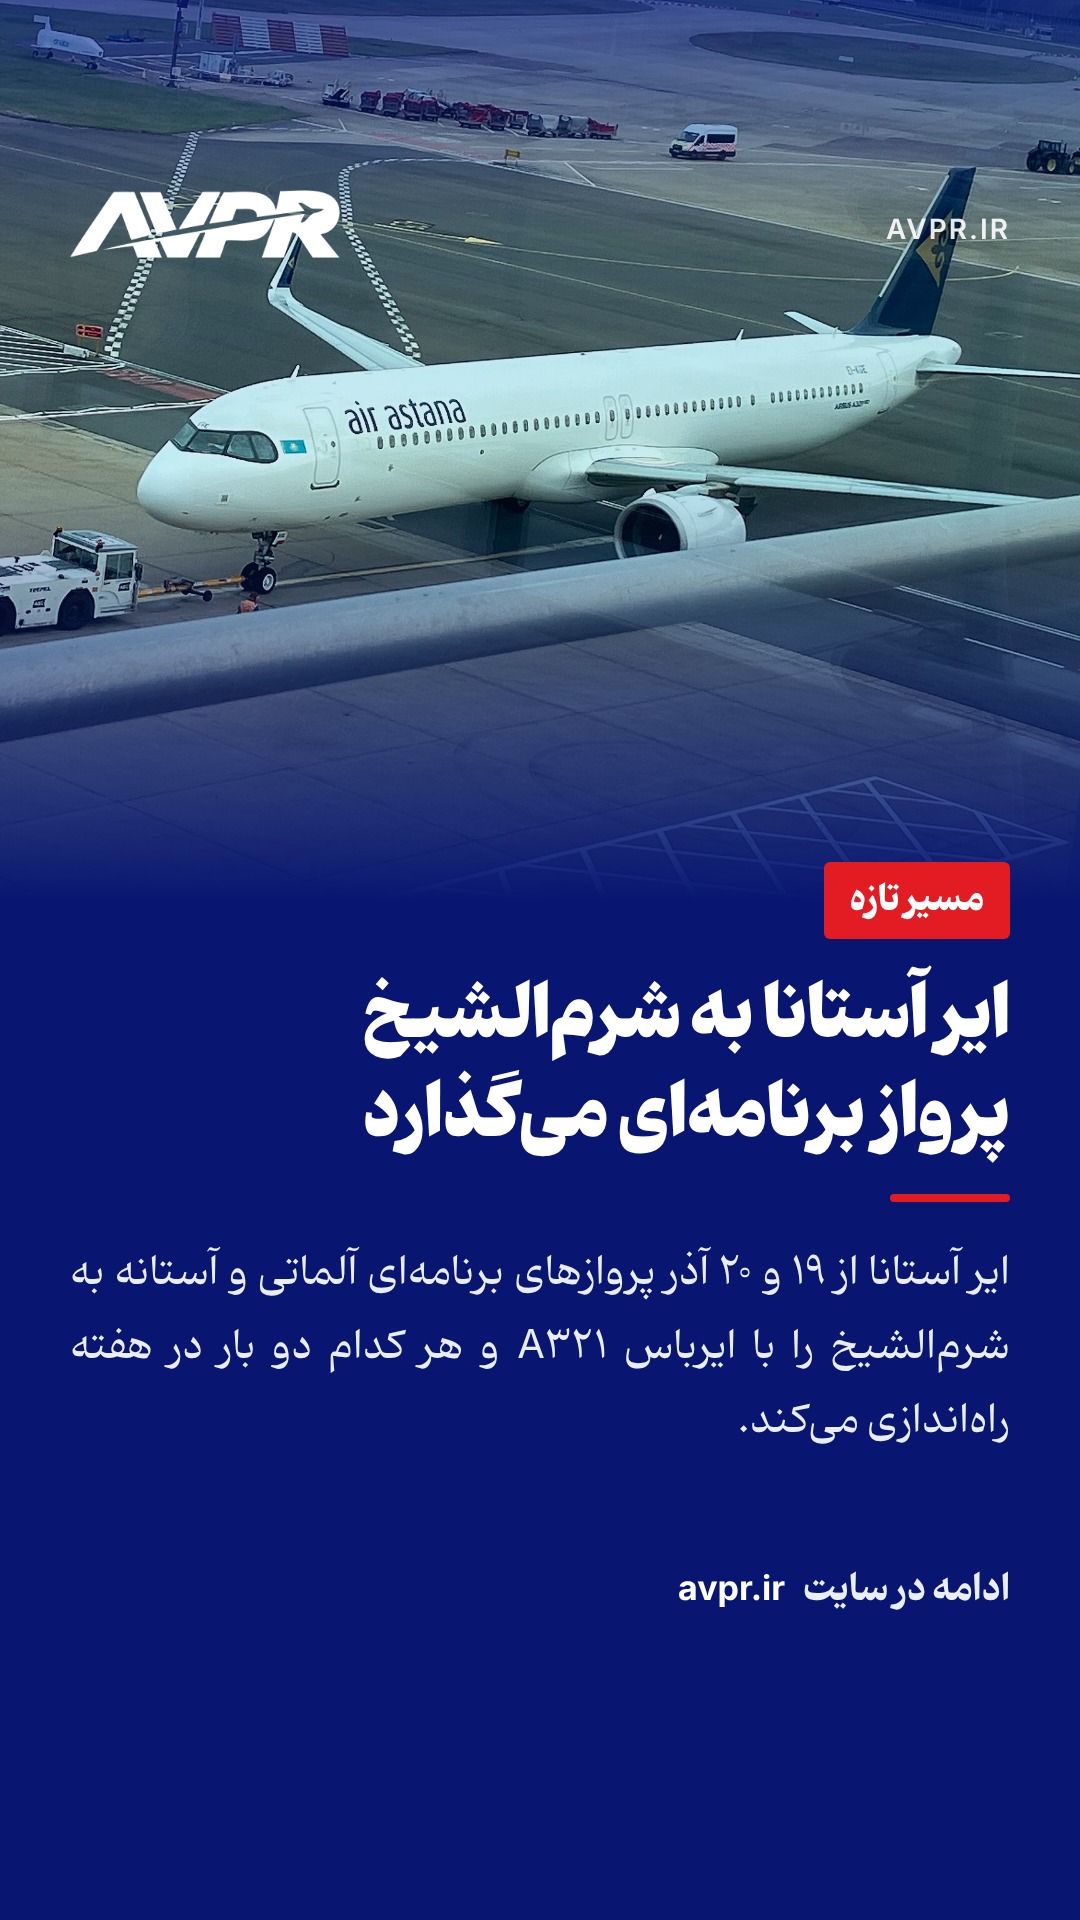 AVPR
AVPR.IR
air astana
مسیر تازه
ایر آستانا به شرم‌الشیخ
پرواز برنامه‌ای می‌گذارد
ایر آستانا از ۱۹ و ۲۰ آذر پروازهای برنامه‌ای آلماتی و آستانه به
شرم‌الشیخ را با ایرباس A۳۲۱ و هر کدام دو بار در هفته
راه‌اندازی می‌کند.
ادامه در سایت avpr.ir